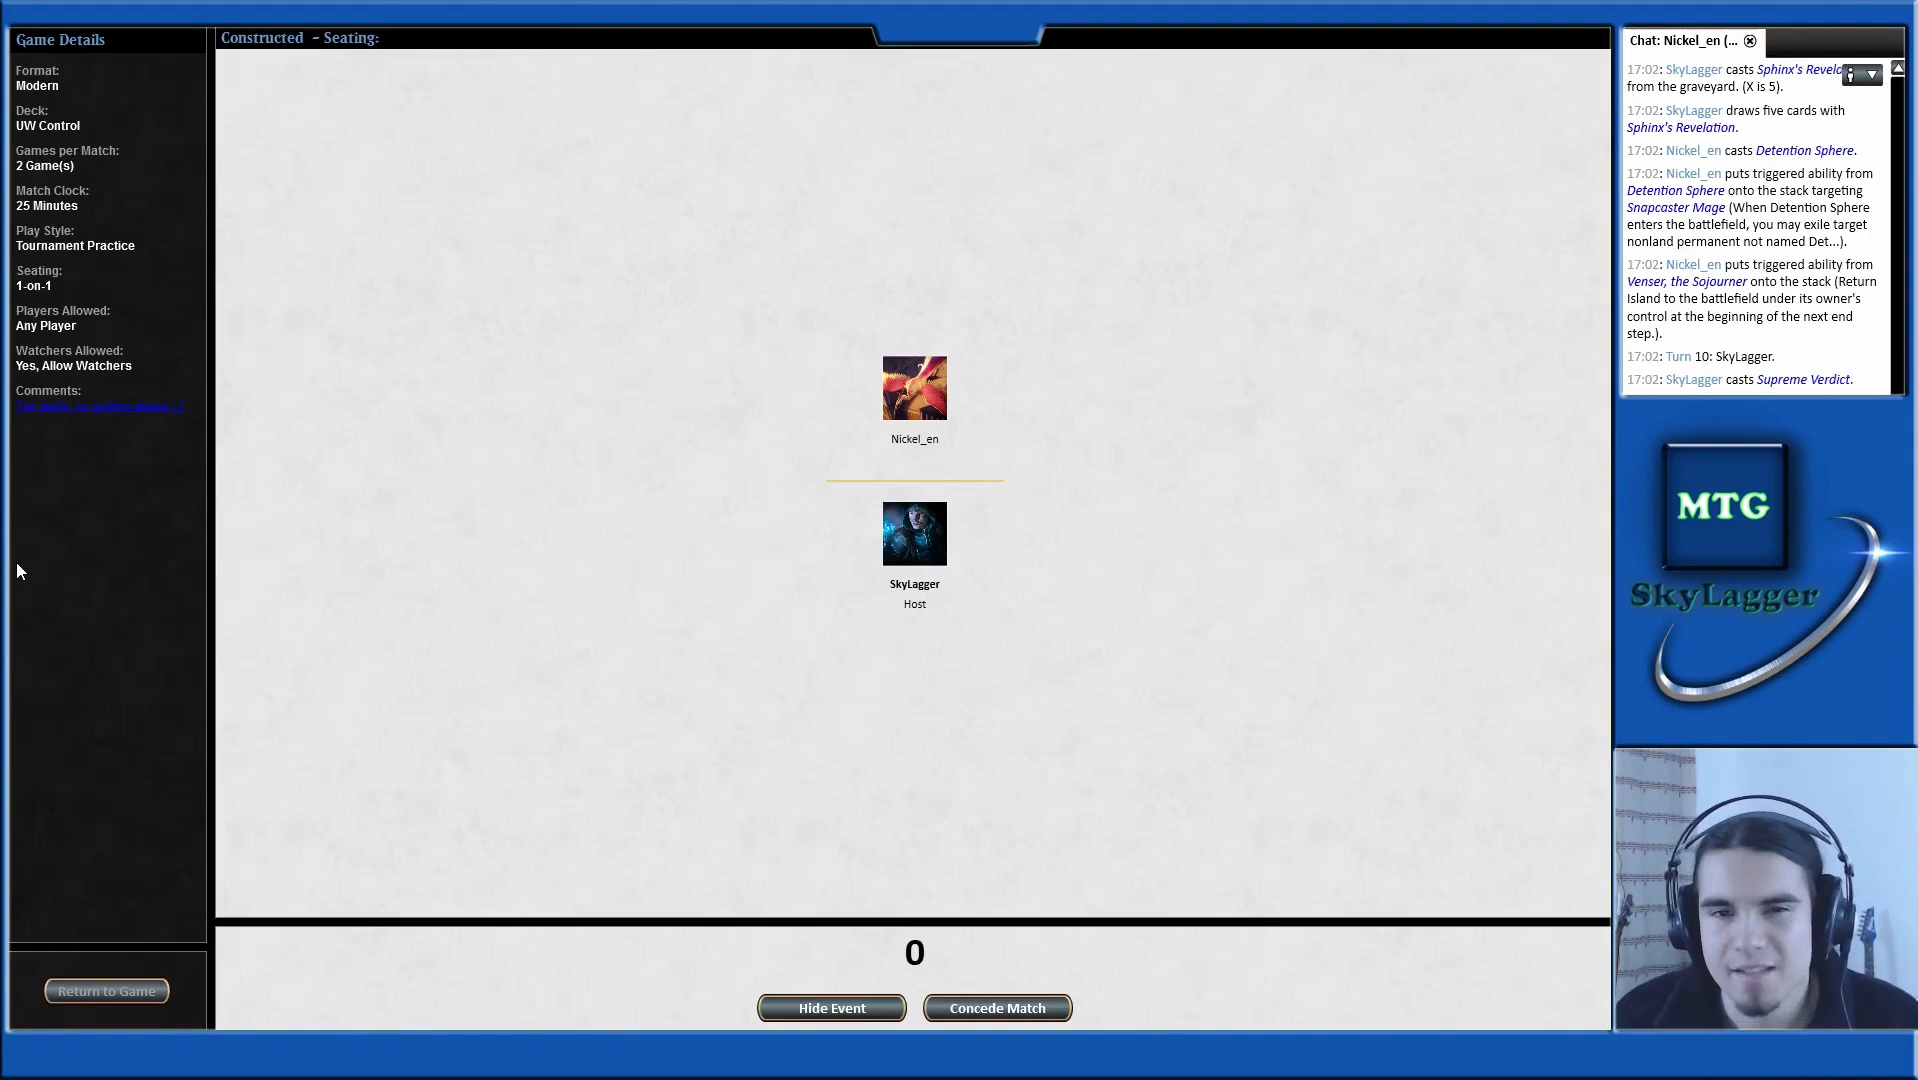 Game Details
Format:
Modern
Deck:
UW Control
Games per Match:
2 Game(s)
Match Clock:
25 Minutes
Play Style:
Tournament Practice
Seating:
1-on-1
Players Allowed:
Any Player
Watchers Allowed:
Yes, Allow Watchers
Comments:
Return to Game
Constructed - Seating:
Nickel_en
SkyLagger
Host
0
Hide Event
Concede Match
Chat: Nickel_en (...
17:02: SkyLagger casts Sphinx's
from the graveyard. (X is 5).
17:02: SkyLagger draws five cards with
Sphinx's Revelation.
17:02: Nickel_en casts Detention Sphere.
17:02: Nickel_en puts triggered ability from
Detention Sphere onto the stack targeting
Snapcaster Mage (When Detention Sphere
enters the battlefield, you may exile target
nonland permanent not named Det...).
17:02: Nickel_en puts triggered ability from
Venser, the Sojourner onto the stack (Return
Island to the battlefield under its owner's
control at the beginning of the next end
step.).
17:02: Turn 10: SkyLagger.
17:02: SkyLagger casts Supreme Verdict.
MTG
SkyLagger